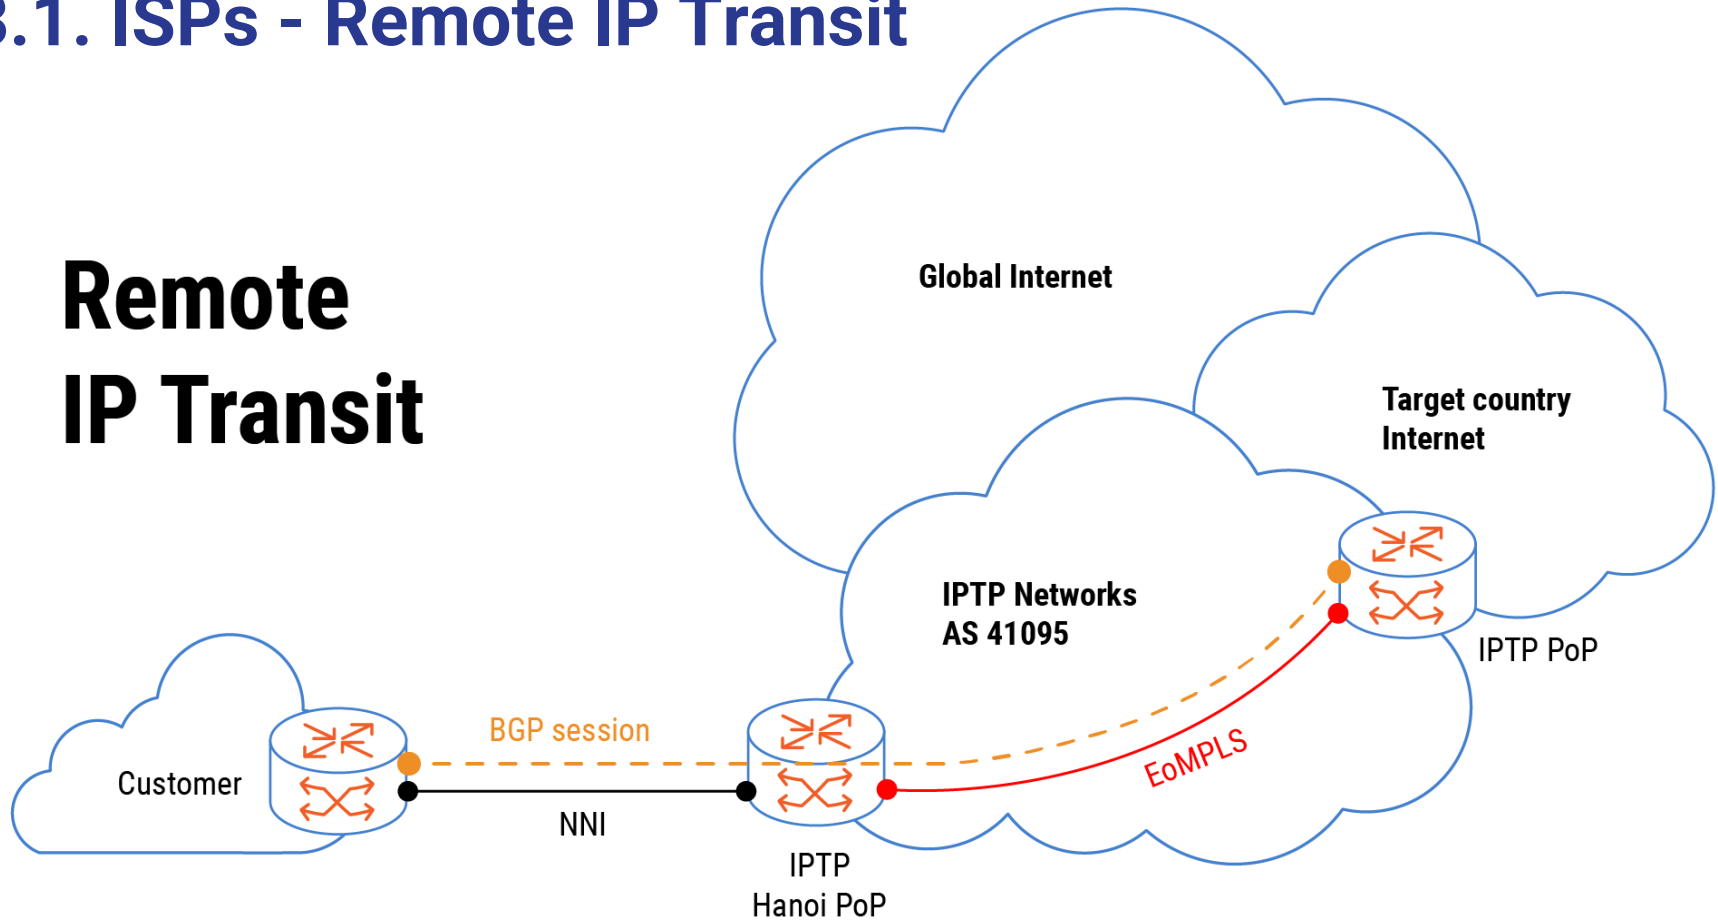 3.1. ISPs - Remote IP Transit
Remote
IP Transit
Global Internet
Target country
Internet
IPTP Networks
AS 41095
IPTP PoP
BGP session
EoMPLS
Customer
NNI
IPTP
Hanoi PoP